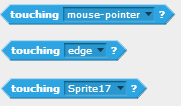 touching mouse-pointer ?
touching edge ?
touching Sprite17 ?